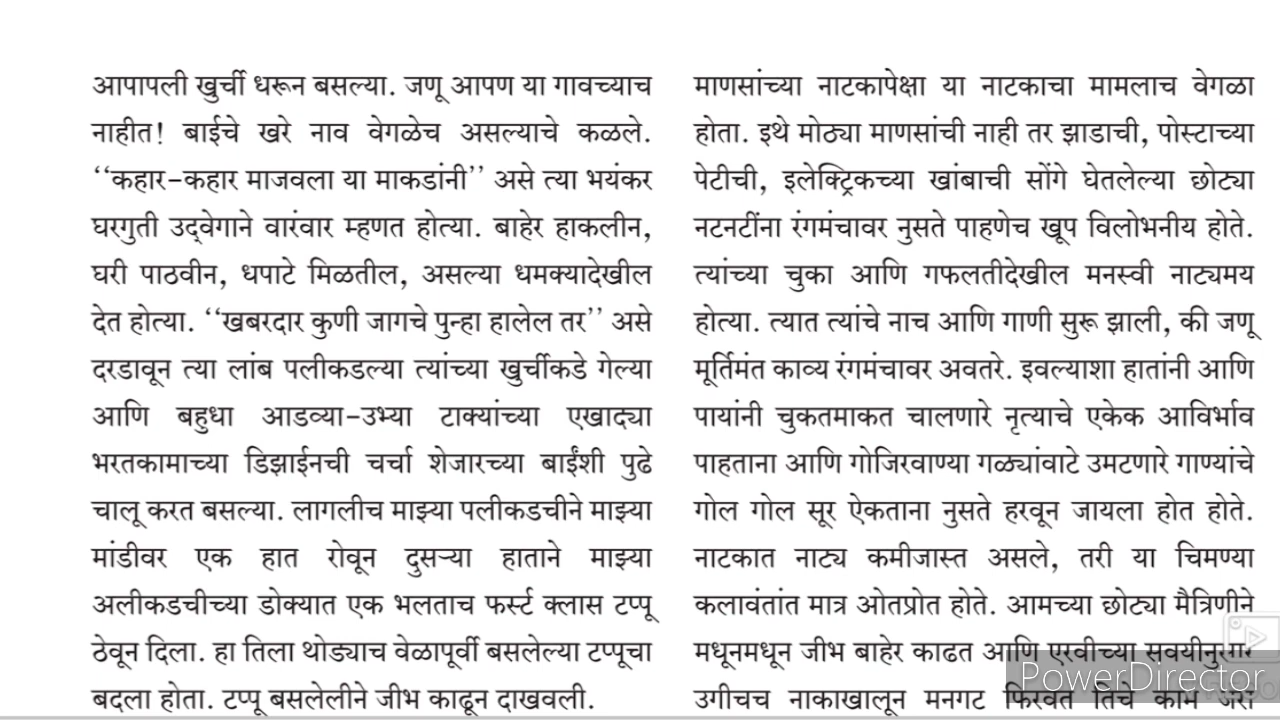 आपापली खुर्ची धरून बसल्या. जणू आपण या गावच्याच
नाहीत! बाईचे खरे नाव वेगळेच असल्याचे कळले.
‘‘कहार-कहार माजवला या माकडांनी’’ असे त्या भयंकर
घरगुती उद्‌वेगाने वारंवार म्हणत होत्या. बाहेर हाकलीन,
घरी पाठवीन, धपाटे मिळतील, असल्या धमक्यादेखील
देत होत्या. ‘‘खबरदार कुणी जागचे पुन्हा हालेल तर’’ असे
दरडावून त्या लांब पलीकडल्या त्यांच्या खुर्चीकडे गेल्या
आणि बहुधा आडव्या-उभ्या टाक्यांच्या एखाद्या
भरतकामाच्या डिझाईनची चर्चा शेजारच्या बाईंशी पुढे
चालू करत बसल्या. लागलीच माझ्या पलीकडचीने माझ्या
मांडीवर एक हात रोवून दुसऱ्या हाताने माझ्या
अलीकडचीच्या डोक्यात एक भलताच फर्स्ट क्लास टप्पू
ठेवून दिला. हा तिला थोड्याच वेळापूर्वी बसलेल्या टप्पूचा
बदला होता. टप्पू बसलेलीने जीभ काढून दाखवली.
माणसांच्या नाटकापेक्षा या नाटकाचा मामलाच वेगळा
होता. इथे मोठ्या माणसांची नाही तर झाडाची, पोस्टाच्या
पेटीची, इलेक्ट्रिकच्या खांबाची सोंगे घेतलेल्या छोट्या
नटनटींना रंगमंचावर नुसते पाहणेच खूप विलोभनीय होते.
त्यांच्या चुका आणि गफलतीदेखील मनस्वी नाट्यमय
होत्या. त्यात त्यांचे नाच आणि गाणी सुरू झाली, की जणू
मूर्तिमंत काव्य रंगमंचावर अवतरे. इवल्याशा हातांनी आणि
पायांनी चुकतमाकत चालणारे नृत्याचे एकेक आविर्भाव
पाहताना आणि गोजिरवाण्या गळ्यांवाटे उमटणारे गाण्यांचे
गोल गोल सूर ऐकताना नुसते हरवून जायला होत होते.
नाटकात नाट्य कमीजास्त असले, तरी या चिमण्या
कलावंतांत मात्र ओतप्रोत होते. आमच्या छोट्या मैत्रिणीने
मधूनमधून जीभ बाहेर काढत आणि एरवीच्या
उगीचच नाकाखालून मनगट फिरवत तिचे काम
PowerDirector